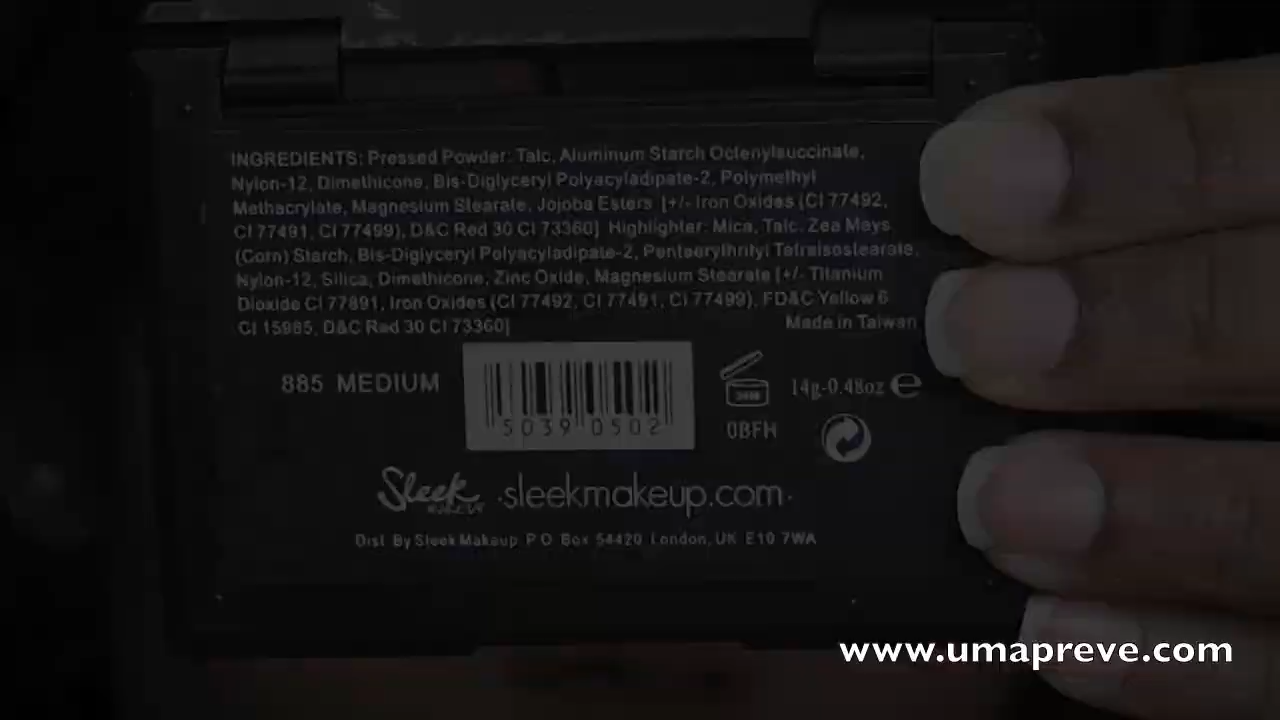 INGREDIENTS: Pressed Powder: Talc, Aluminum Starch Octenylsuccinate,
Nylon-12, Dimethicone, Bis-Diglyceryl Polyacyladipate-2, Polymethyl
Methacrylate, Magnesium Stearate, Jojoba Esters [+/- Iron Oxides (CI 77492,
CI 77491, CI 77499), D&C Red 30 CI 73360] Highlighter: Mica, Talc, Zea Mays
(Corn) Starch, Bis-Diglyceryl Polyacyladipate-2, Pentaerythrityl Tetraisostearate,
Nylon-12, Silica, Dimethicone, Zinc Oxide, Magnesium Stearate [+/- Titanium
Dioxide CI 77891, Iron Oxides (CI 77492, CI 77491, CI 77499), FD&C Yellow 6
CI 15985, D&C Red 30 CI 73360]
Made in Taiwan
885 MEDIUM
5039 0502
14g-0.48oz e
0BFH
Sleek MAKEUP ·sleekmakeup.com·
Dist. By Sleek Makeup P.O. Box 54420 London, UK E10 7WA
www.umapreve.com